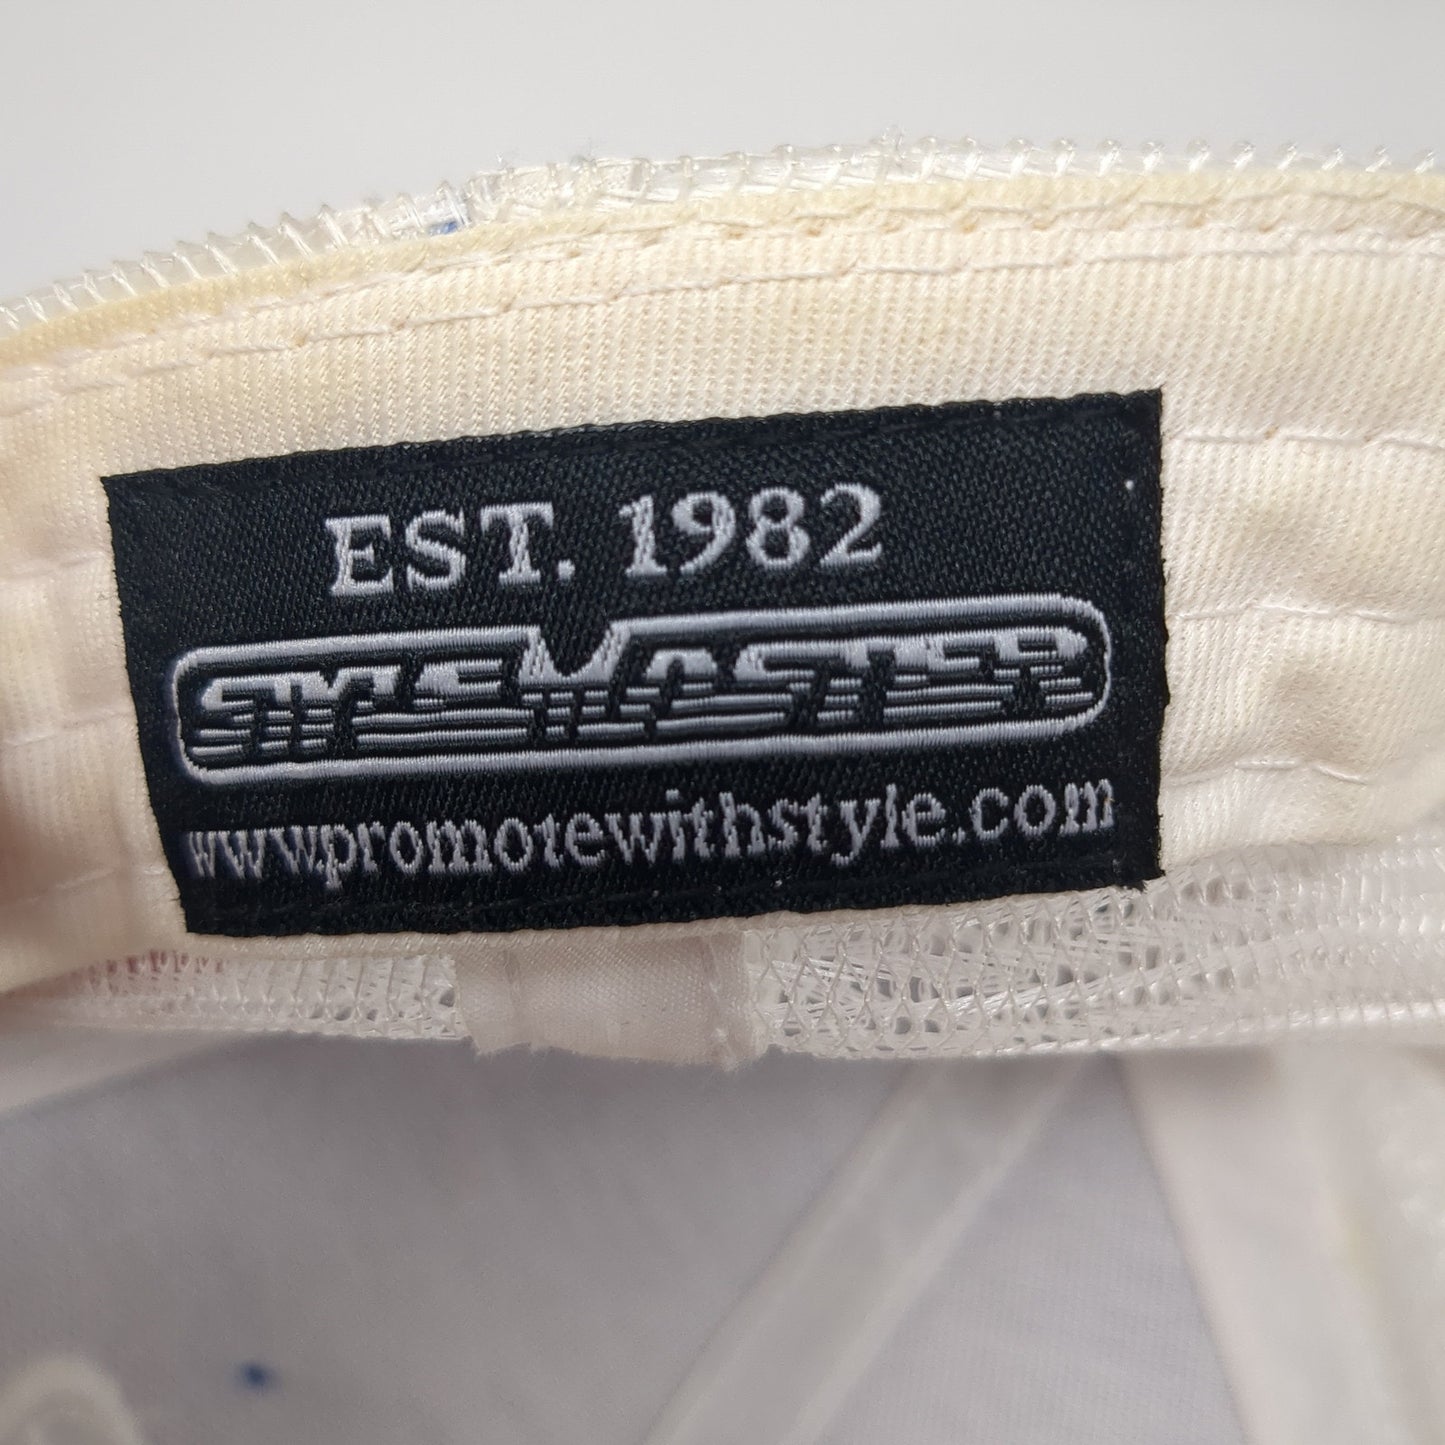 EST. 1982
STYLEMASTER
www.promotewithstyle.com